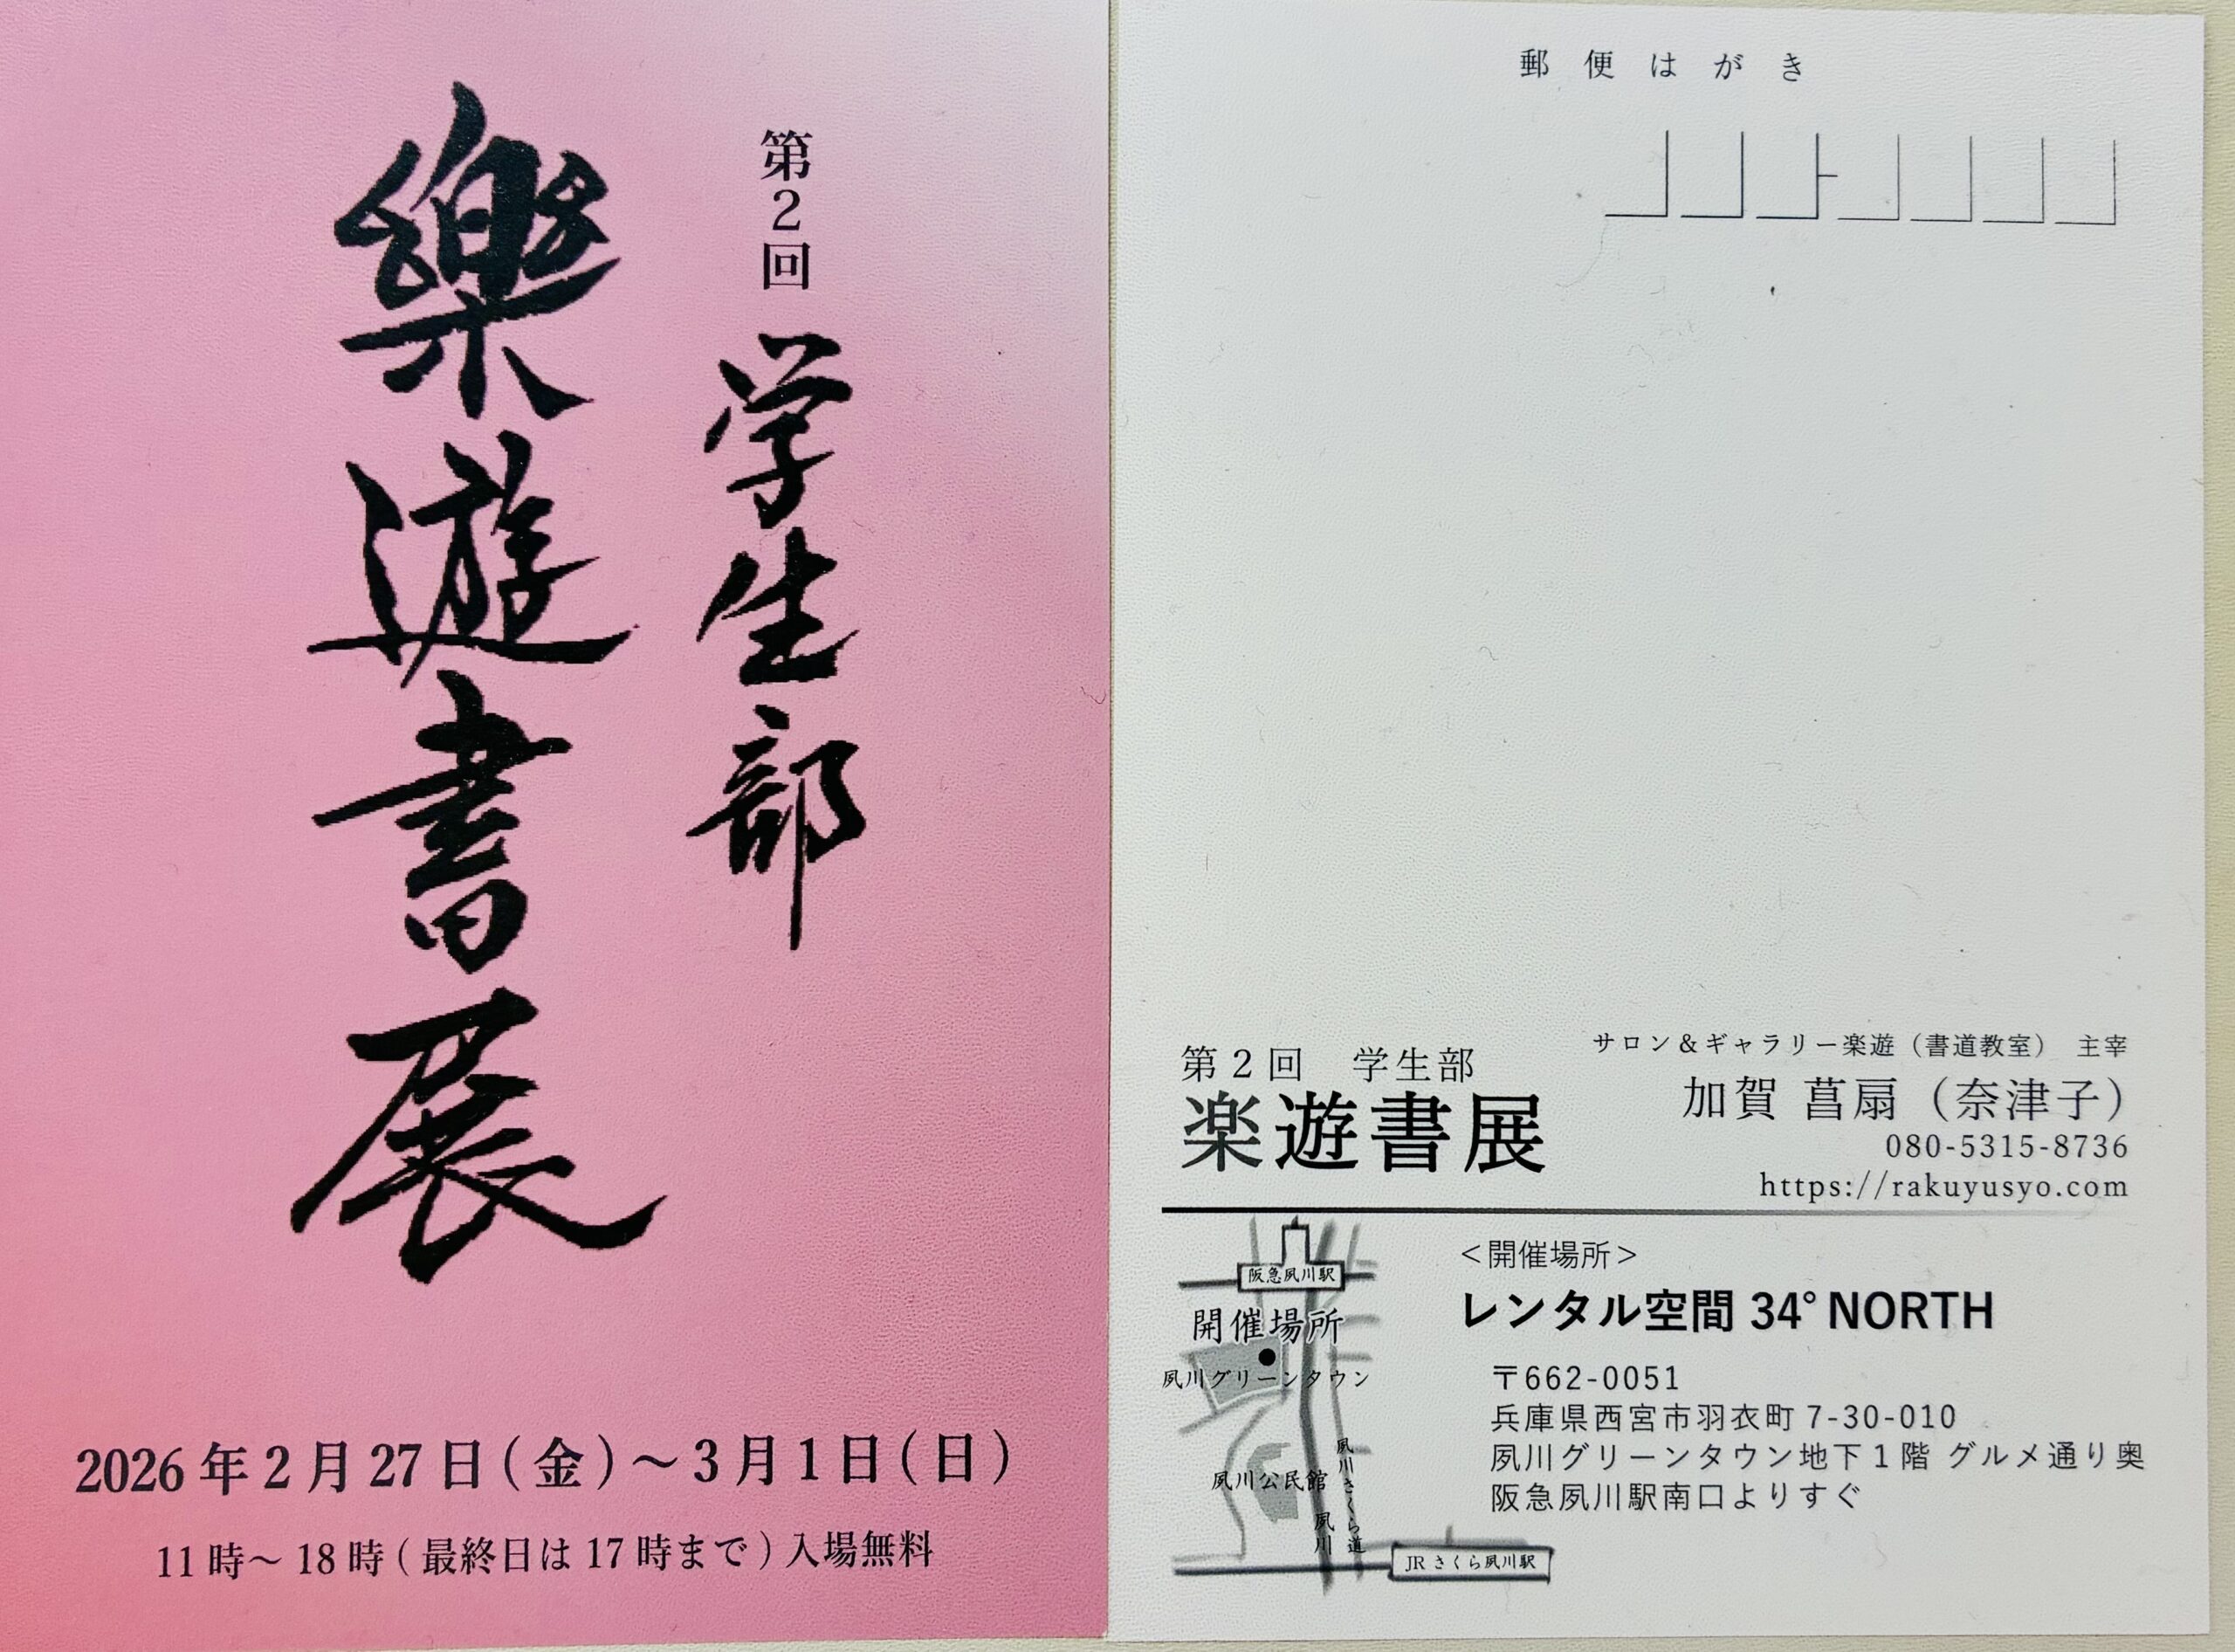 第2回 学生部
樂遊書展
2026年2月27日(金)～3月1日(日)
11時～18時(最終日は17時まで)入場無料
郵便はがき
第2回 学生部
楽遊書展
サロン＆ギャラリー楽遊（書道教室） 主宰
加賀 菖扇（奈津子）
080-5315-8736
https://rakuyusyo.com
阪急夙川駅
開催場所
夙川グリーンタウン
夙川公民館
夙川さくら道
夙川
JRさくら夙川駅
＜開催場所＞
レンタル空間 34°NORTH
〒662-0051
兵庫県西宮市羽衣町 7-30-010
夙川グリーンタウン地下1階 グルメ通り奥
阪急夙川駅南口よりすぐ